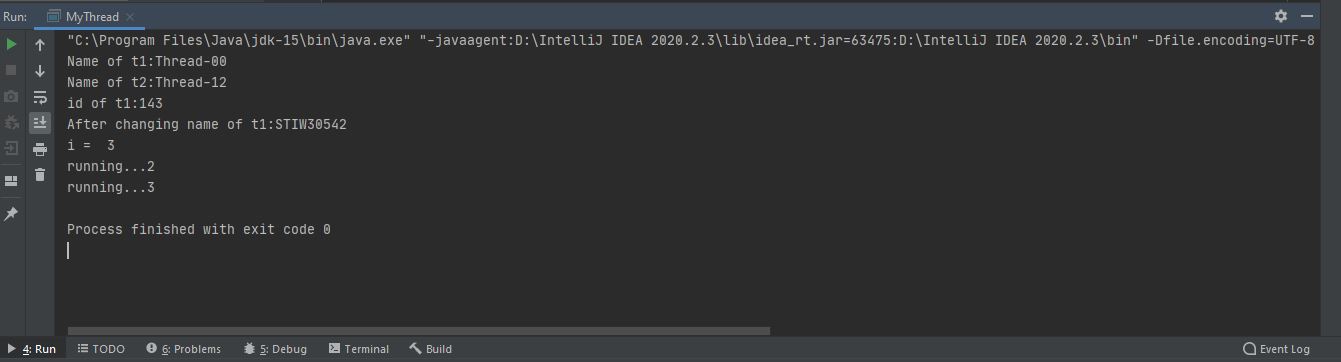 Run: MyThread
"C:\Program Files\Java\jdk-15\bin\java.exe" "-javaagent:D:\IntelliJ IDEA 2020.2.3\lib\idea_rt.jar=63475:D:\IntelliJ IDEA 2020.2.3\bin" -Dfile.encoding=UTF-8
Name of t1:Thread-00
Name of t2:Thread-12
id of t1:143
After changing name of t1:STIW30542
i =  3
running...2
running...3
Process finished with exit code 0
4: Run TODO 6: Problems 5: Debug Terminal Build Event Log